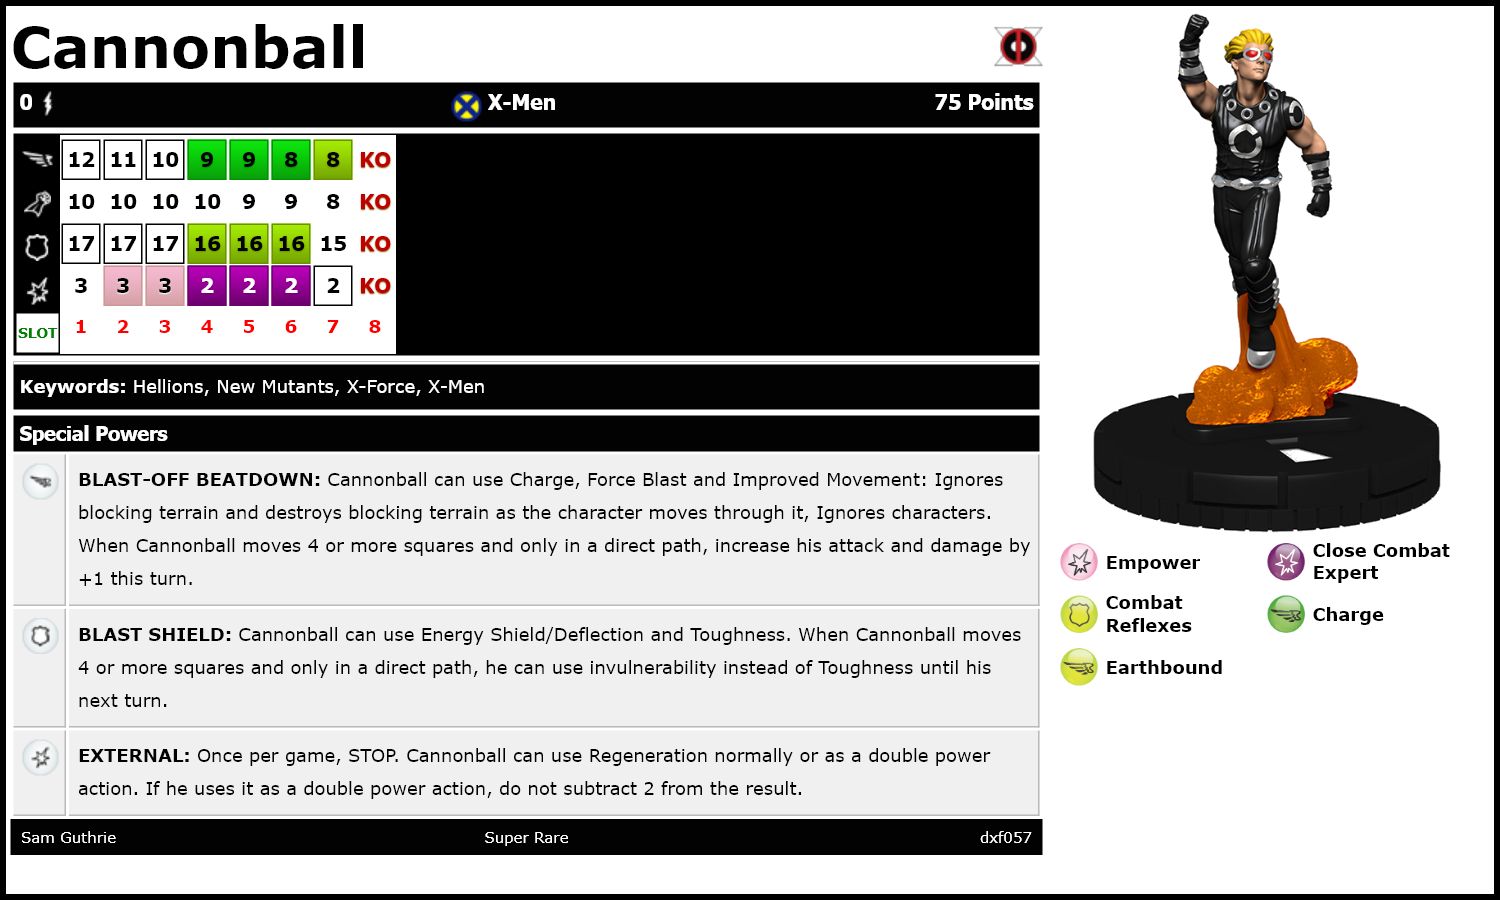 Cannonball
0 X-Men 75 Points
12 11 10 9 9 8 8 KO
10 10 10 10 9 9 8 KO
17 17 17 16 16 16 15 KO
3 3 3 2 2 2 2 KO
SLOT 1 2 3 4 5 6 7 8
Keywords: Hellions, New Mutants, X-Force, X-Men
Special Powers
BLAST-OFF BEATDOWN: Cannonball can use Charge, Force Blast and Improved Movement: Ignores
blocking terrain and destroys blocking terrain as the character moves through it, Ignores characters.
When Cannonball moves 4 or more squares and only in a direct path, increase his attack and damage by
+1 this turn.
BLAST SHIELD: Cannonball can use Energy Shield/Deflection and Toughness. When Cannonball moves
4 or more squares and only in a direct path, he can use invulnerability instead of Toughness until his
next turn.
EXTERNAL: Once per game, STOP. Cannonball can use Regeneration normally or as a double power
action. If he uses it as a double power action, do not subtract 2 from the result.
Sam Guthrie Super Rare dxf057
Empower
Close Combat
Expert
Combat
Reflexes
Charge
Earthbound